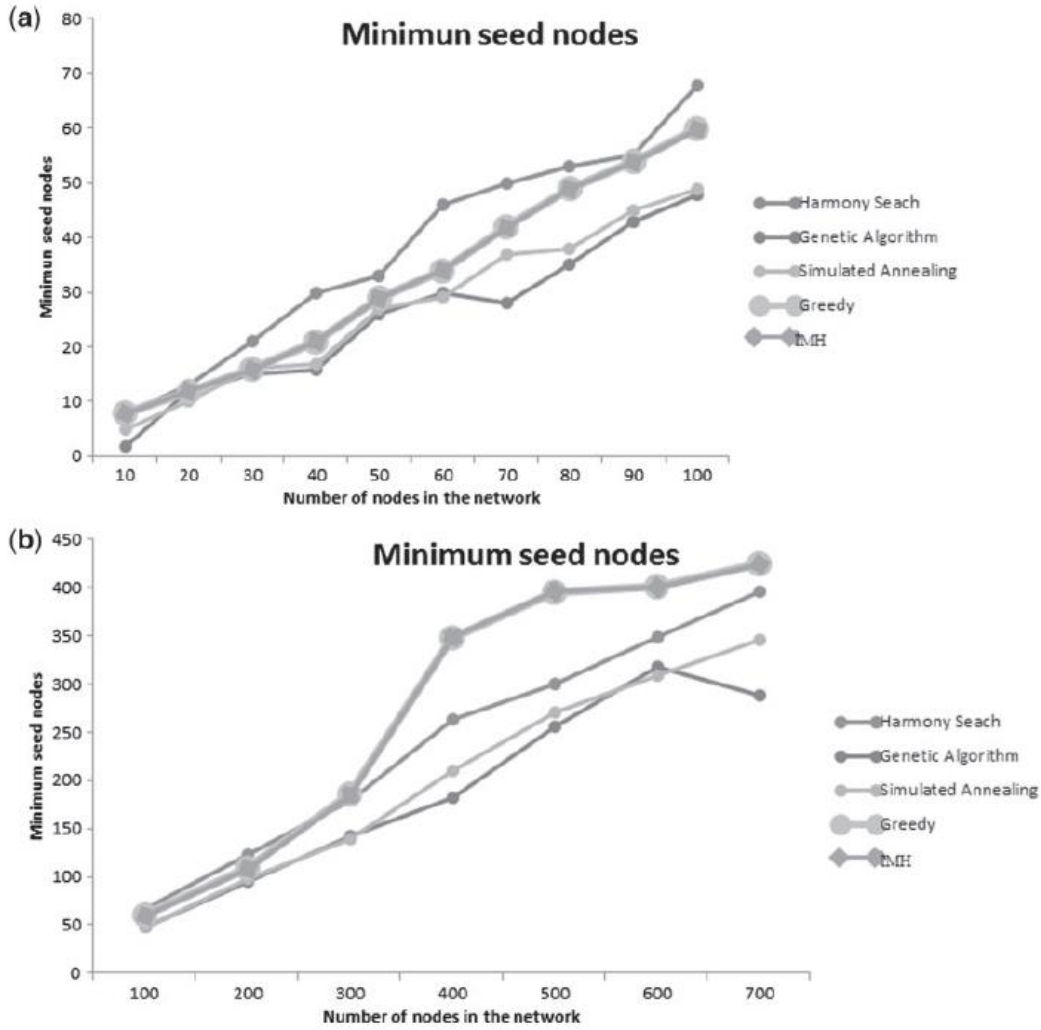 (a)
Minimun seed nodes
80
70
60
50
40
30
20
10
0
Minimun seed nodes
10 20 30 40 50 60 70 80 90 100
Number of nodes in the network
Harmony Seach
Genetic Algorithm
Simulated Annealing
Greedy
IMH
(b)
Minimum seed nodes
450
400
350
300
250
200
150
100
50
0
Minimum seed nodes
100 200 300 400 500 600 700
Number of nodes in the network
Harmony Seach
Genetic Algorithm
Simulated Annealing
Greedy
IMH